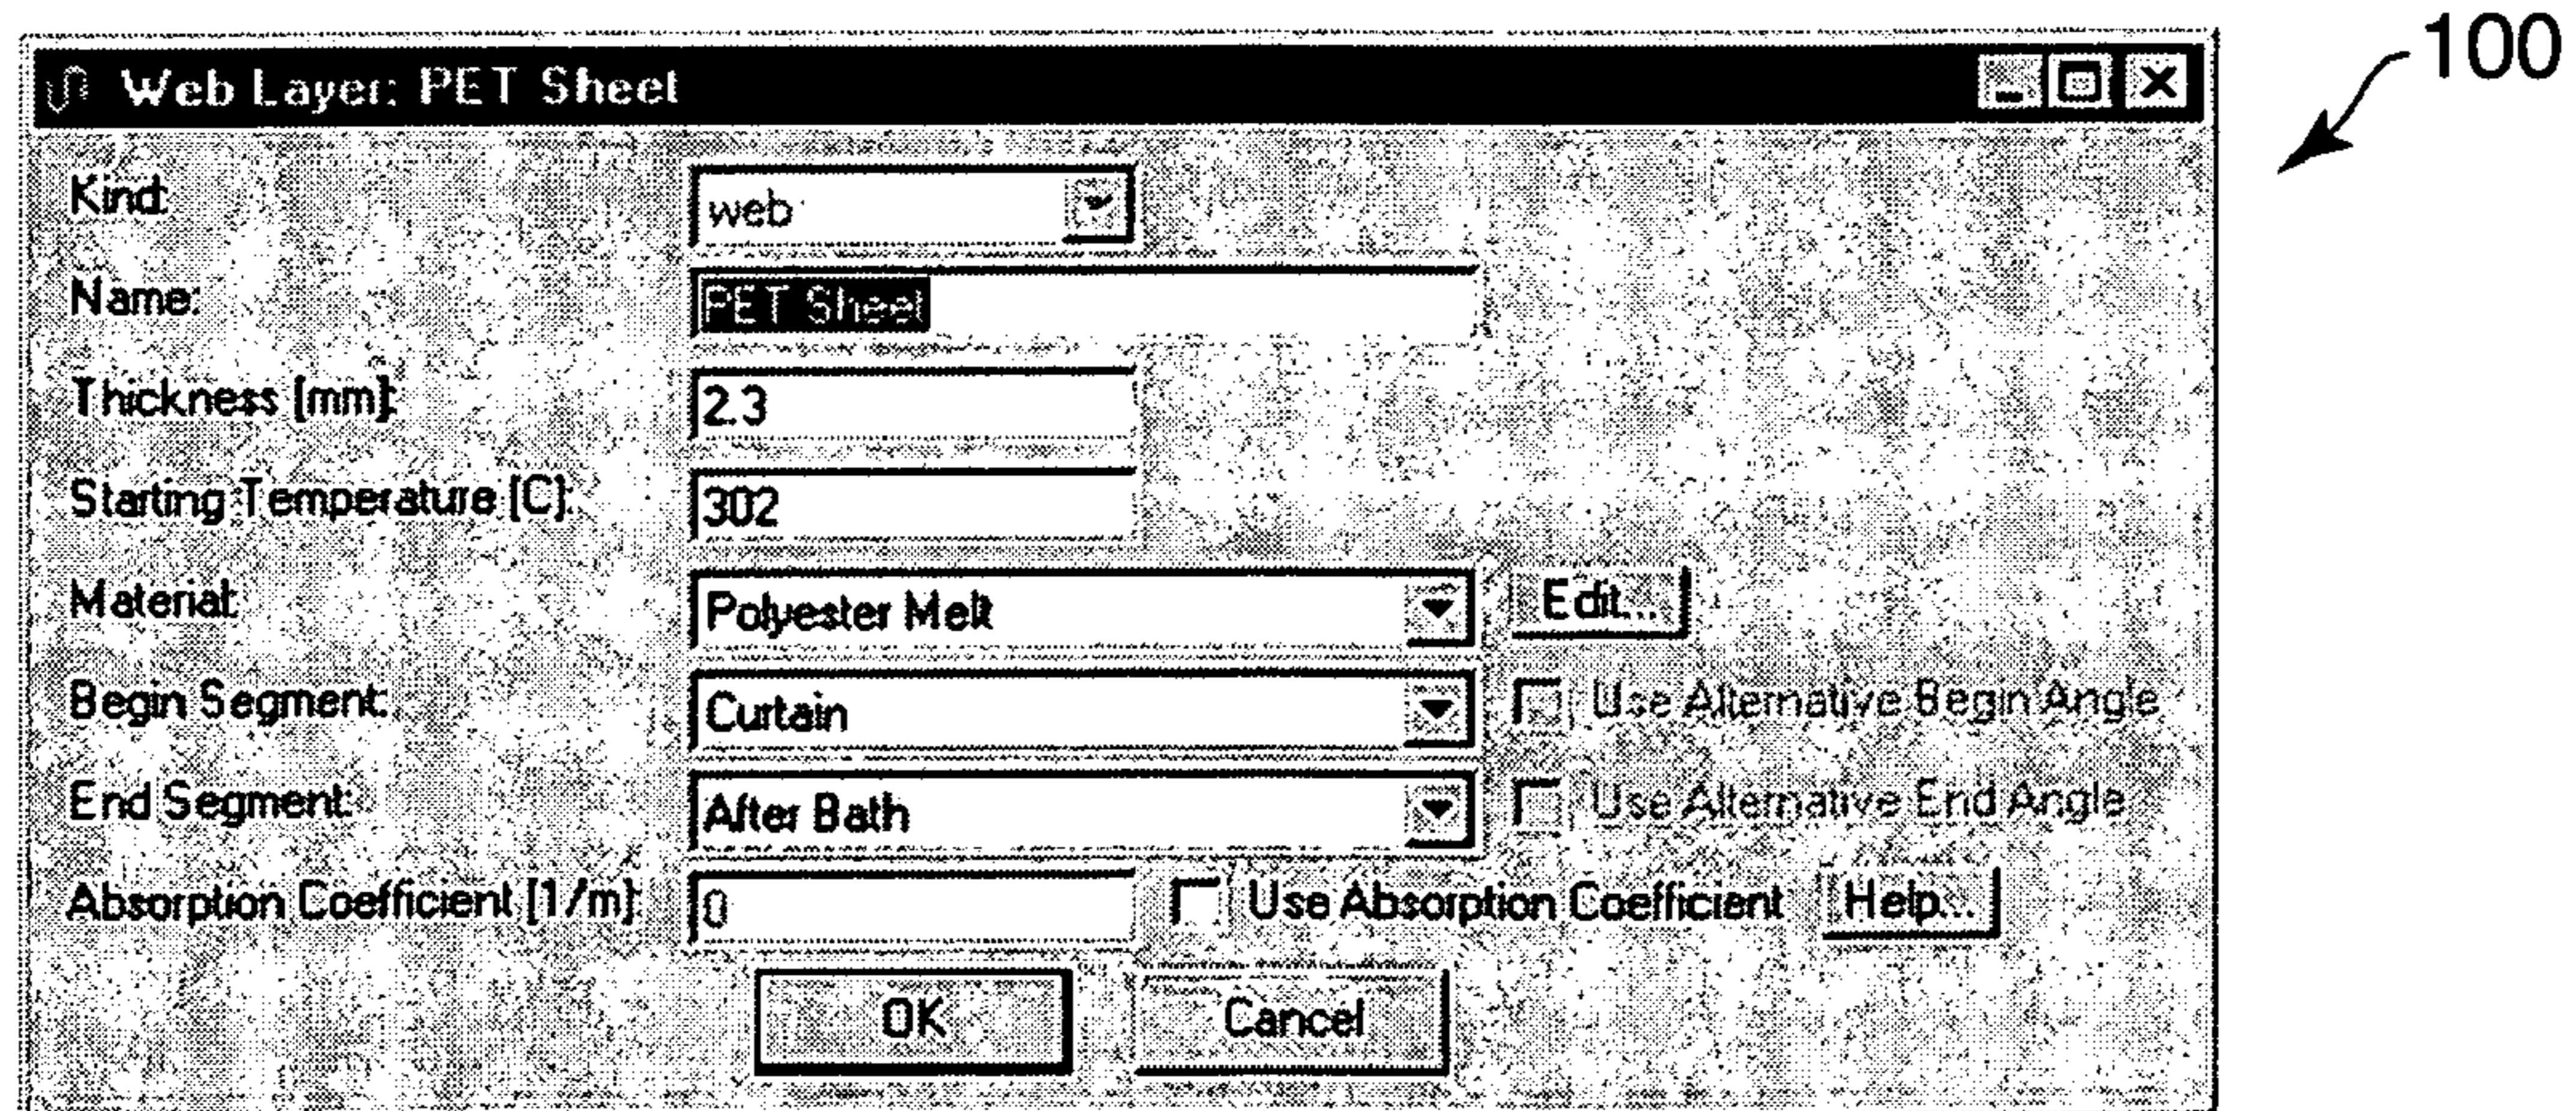 100
Web Layer: PET Sheet
Kind: web
Name: PET Sheet
Thickness [mm]: 2.3
Starting Temperature [C]: 302
Material: Polyester Melt Edit...
Begin Segment: Curtain Use Alternative Begin Angle
End Segment: After Bath Use Alternative End Angle
Absorption Coefficient [1/m]: 0 Use Absorption Coefficient Help...
OK Cancel